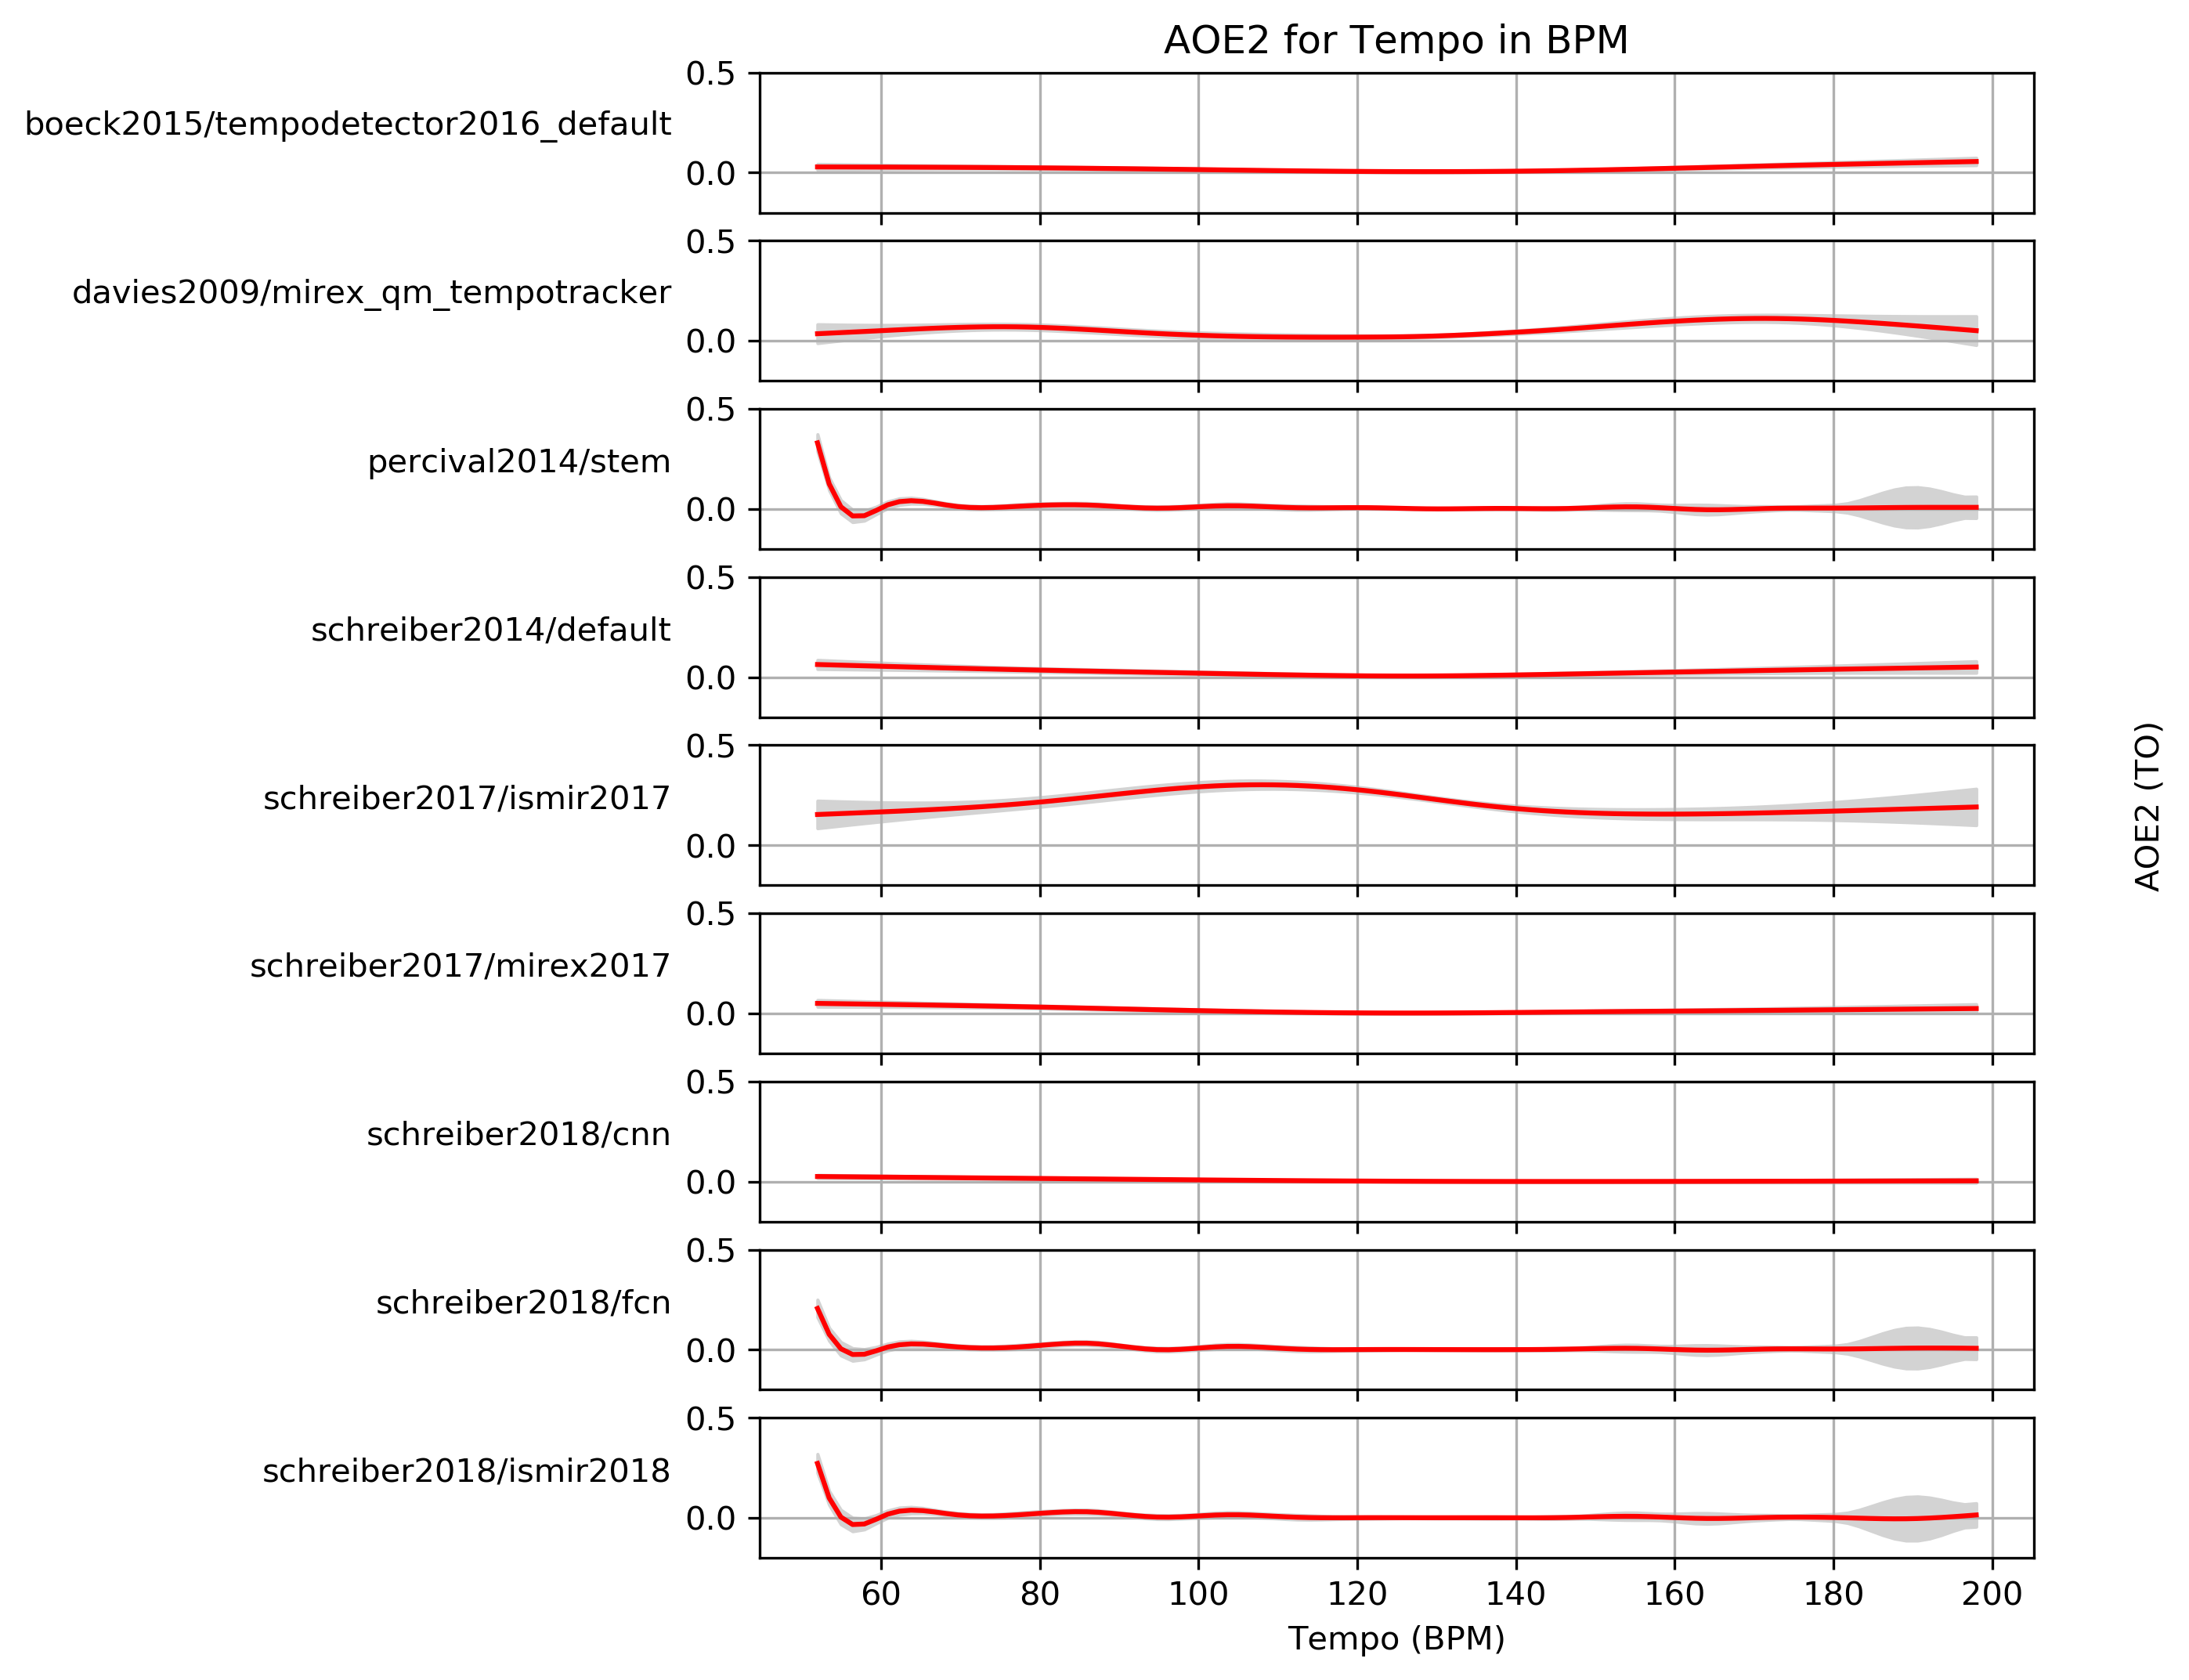 AOE2 for Tempo in BPM
boeck2015/tempodetector2016_default
0.5
0.0
davies2009/mirex_qm_tempotracker
0.5
0.0
percival2014/stem
0.5
0.0
schreiber2014/default
0.5
0.0
schreiber2017/ismir2017
0.5
0.0
schreiber2017/mirex2017
0.5
0.0
schreiber2018/cnn
0.5
0.0
schreiber2018/fcn
0.5
0.0
schreiber2018/ismir2018
0.5
0.0
60 80 100 120 140 160 180 200
Tempo (BPM)
AOE2 (TO)